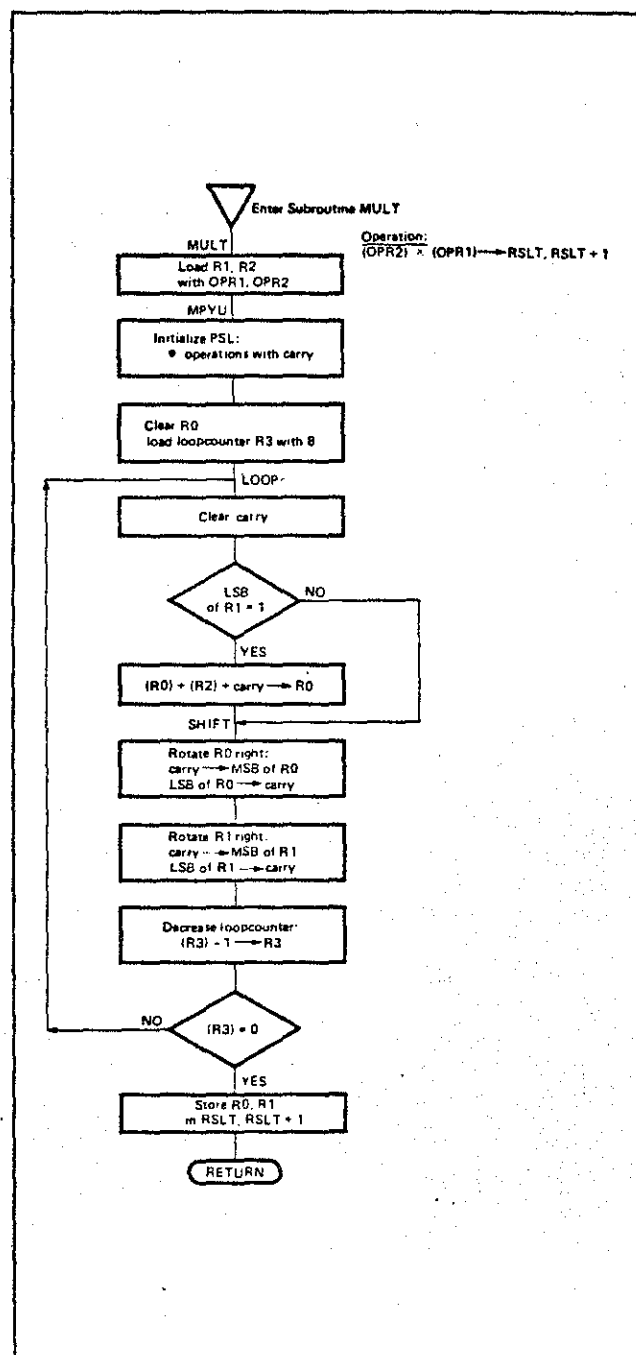 Enter Subroutine MULT
Operation:
(OPR2) × (OPR1)→RSLT, RSLT + 1
MULT
Load R1, R2
with OPR1, OPR2
MPYU
Initialize PSL:
• operations with carry
Clear R0
load loopcounter R3 with 8
LOOP
Clear carry
LSB
of R1 = 1
NO
YES
(R0) + (R2) + carry → R0
SHIFT
Rotate R0 right:
carry → MSB of R0
LSB of R0 → carry
Rotate R1 right:
carry → MSB of R1
LSB of R1 → carry
Decrease loopcounter:
(R3) - 1 → R3
NO
(R3) = 0
YES
Store R0, R1
in RSLT, RSLT + 1
RETURN